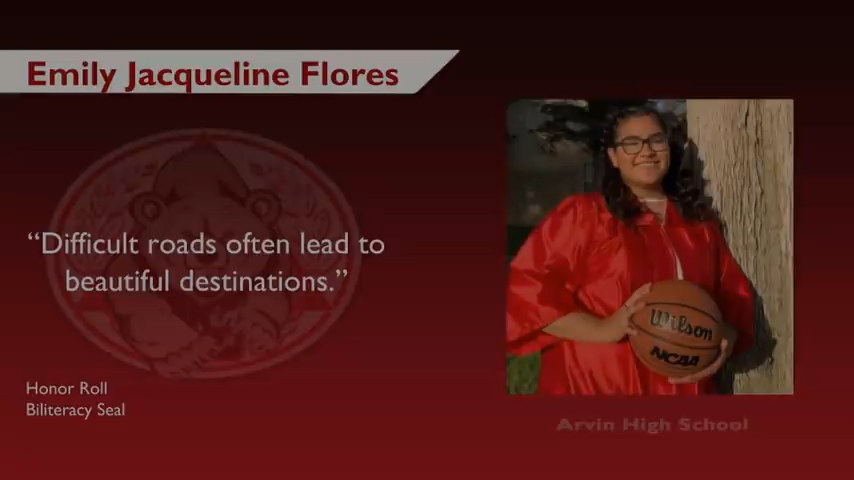 Emily Jacqueline Flores
“Difficult roads often lead to
beautiful destinations.”
Honor Roll
Biliteracy Seal
Wilson
NCAA
Arvin High School